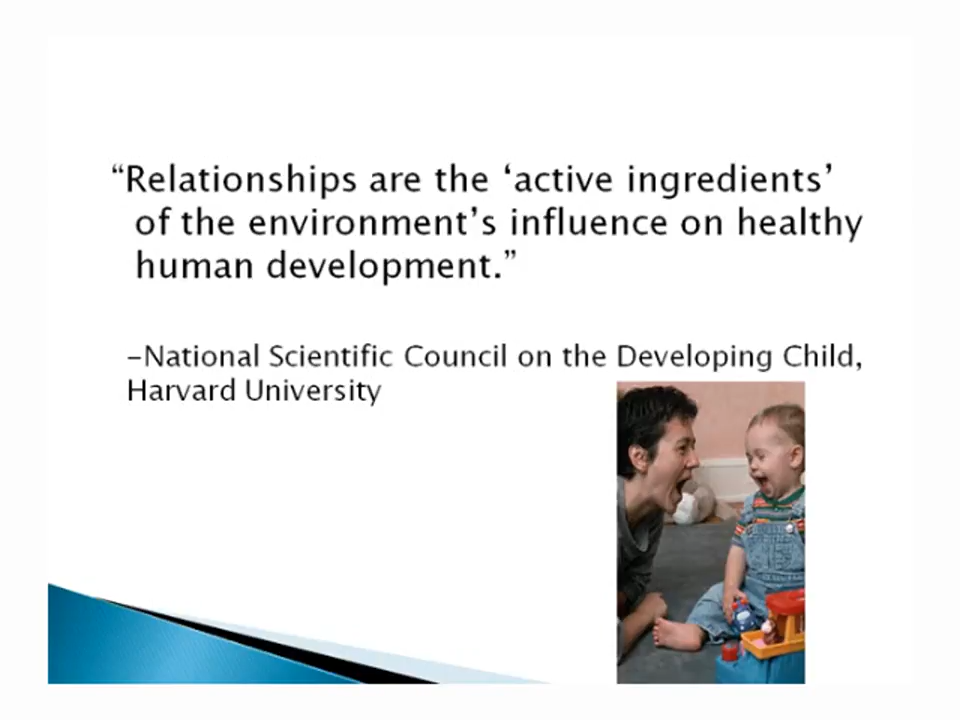 “Relationships are the ‘active ingredients’
of the environment’s influence on healthy
human development.”
–National Scientific Council on the Developing Child,
Harvard University